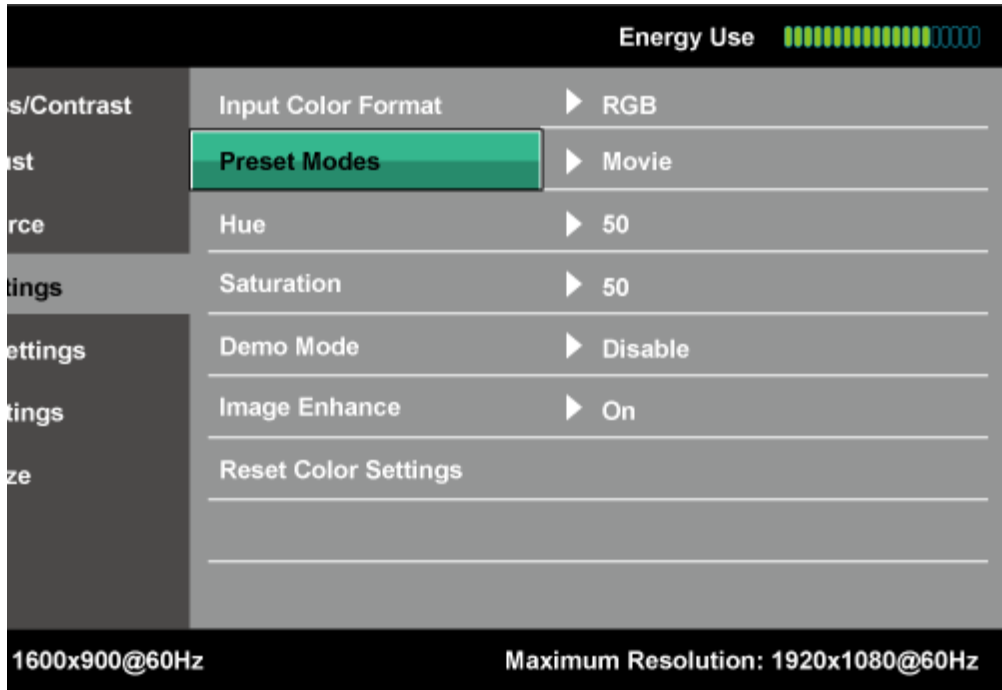 Energy Use
s/Contrast
Input Color Format RGB
ust
Preset Modes Movie
rce
Hue 50
tings
Saturation 50
ettings
Demo Mode Disable
tings
Image Enhance On
ze
Reset Color Settings
1600x900@60Hz Maximum Resolution: 1920x1080@60Hz